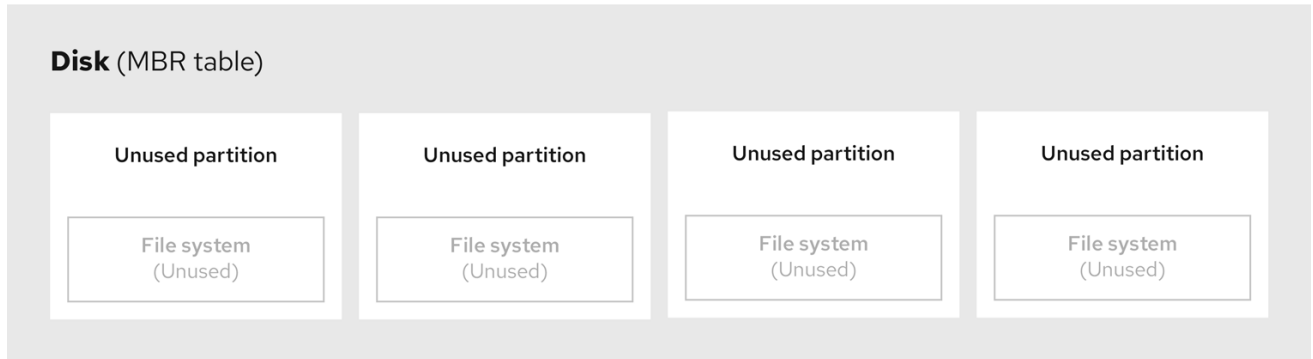 Disk (MBR table)
Unused partition
File system
(Unused)
Unused partition
File system
(Unused)
Unused partition
File system
(Unused)
Unused partition
File system
(Unused)